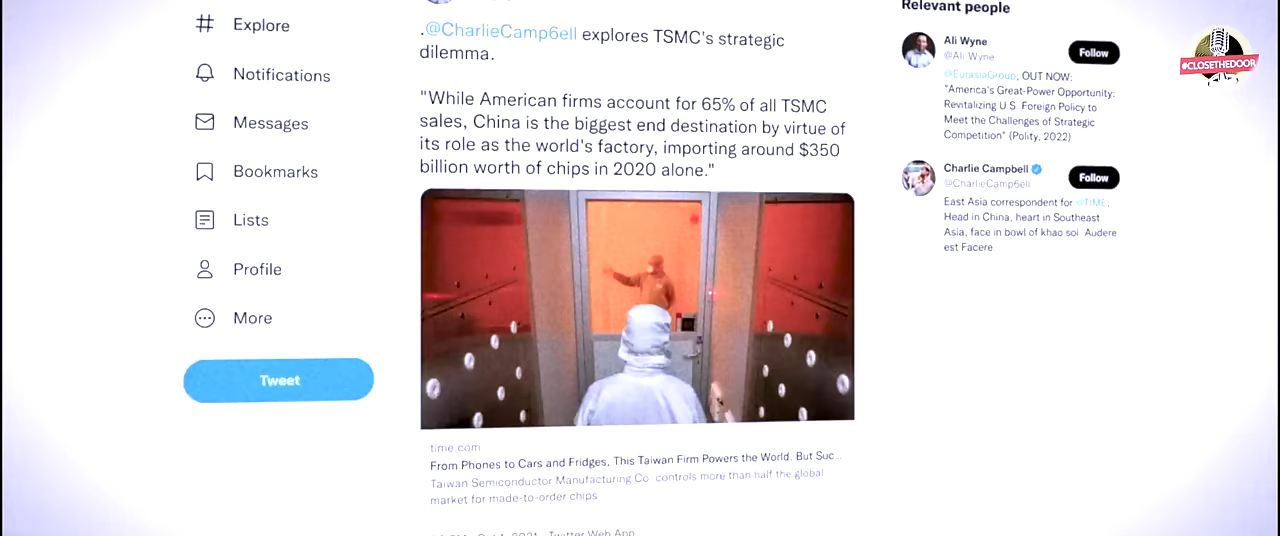 Explore
Notifications
Messages
Bookmarks
Lists
Profile
More
Tweet
.@CharlieCamp6ell explores TSMC's strategic
dilemma.
"While American firms account for 65% of all TSMC
sales, China is the biggest end destination by virtue of
its role as the world's factory, importing around $350
billion worth of chips in 2020 alone."
time.com
From Phones to Cars and Fridges, This Taiwan Firm Powers the World. But Suc...
Taiwan Semiconductor Manufacturing Co controls more than half the global
market for made-to-order chips
2021 · Twitter Web App
Relevant people
Ali Wyne
@Ali Wyne
Follow
@EurasiaGroup; OUT NOW:
"America's Great-Power Opportunity:
Revitalizing U.S. Foreign Policy to
Meet the Challenges of Strategic
Competition" (Polity, 2022)
Charlie Campbell
@CharlieCamp6ell
Follow
East Asia correspondent for @TIME.
Head in China, heart in Southeast
Asia, face in bowl of khao soi Audere
est Facere
#CLOSETHEDOOR